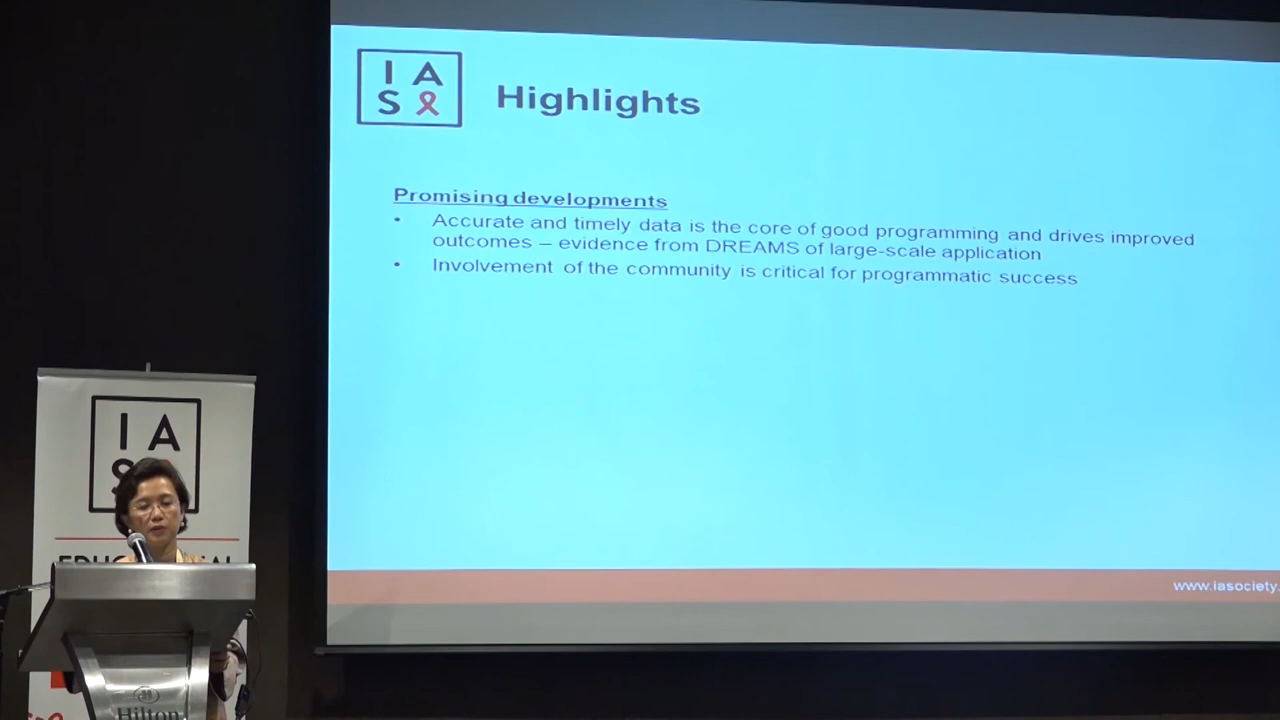 I A
S
Highlights
Promising developments
• Accurate and timely data is the core of good programming and drives improved
outcomes – evidence from DREAMS of large-scale application
• Involvement of the community is critical for programmatic success
www.iasociety.
I A
S
Hilton